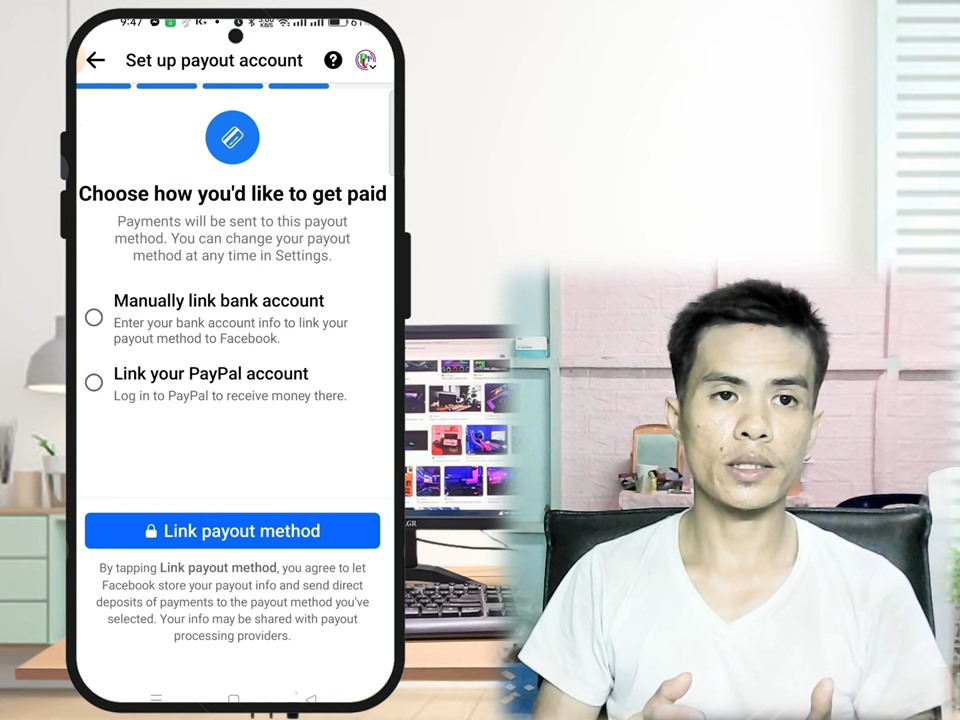 9:47
Set up payout account
Choose how you'd like to get paid
Payments will be sent to this payout
method. You can change your payout
method at any time in Settings.
Manually link bank account
Enter your bank account info to link your
payout method to Facebook.
Link your PayPal account
Log in to PayPal to receive money there.
Link payout method
By tapping Link payout method, you agree to let
Facebook store your payout info and send direct
deposits of payments to the payout method you've
selected. Your info may be shared with payout
processing providers.